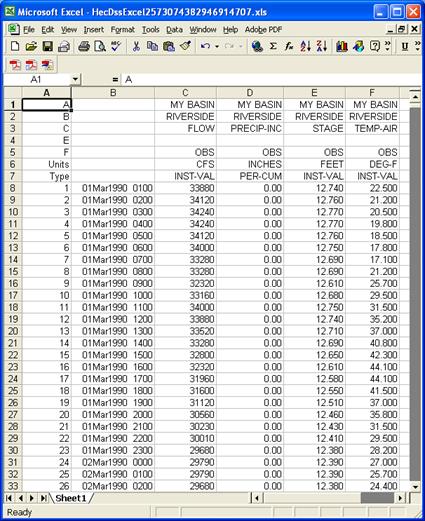 Microsoft Excel - HecDssExcel2573074382946914707.xls
File Edit View Insert Format Tools Data Window Help Adobe PDF
A1 = A
A B C D E F
1 A MY BASIN MY BASIN MY BASIN MY BASIN
2 B RIVERSIDE RIVERSIDE RIVERSIDE RIVERSIDE
3 C FLOW PRECIP-INC STAGE TEMP-AIR
4 E
5 F OBS OBS OBS OBS
6 Units CFS INCHES FEET DEG-F
7 Type INST-VAL PER-CUM INST-VAL INST-VAL
8 1 01Mar1990 0100 33880 0.00 12.740 22.500
9 2 01Mar1990 0200 34120 0.00 12.760 21.200
10 3 01Mar1990 0300 34240 0.00 12.770 20.500
11 4 01Mar1990 0400 34240 0.00 12.770 19.800
12 5 01Mar1990 0500 34120 0.00 12.760 18.500
13 6 01Mar1990 0600 34000 0.00 12.750 17.800
14 7 01Mar1990 0700 33280 0.00 12.690 17.100
15 8 01Mar1990 0800 33280 0.00 12.690 21.200
16 9 01Mar1990 0900 32320 0.00 12.610 25.700
17 10 01Mar1990 1000 33160 0.00 12.680 29.500
18 11 01Mar1990 1100 34000 0.00 12.750 31.500
19 12 01Mar1990 1200 33880 0.00 12.740 35.200
20 13 01Mar1990 1300 33520 0.00 12.710 37.000
21 14 01Mar1990 1400 33280 0.00 12.690 40.800
22 15 01Mar1990 1500 32800 0.00 12.650 42.300
23 16 01Mar1990 1600 32320 0.00 12.610 44.100
24 17 01Mar1990 1700 31960 0.00 12.580 44.100
25 18 01Mar1990 1800 31600 0.00 12.550 41.500
26 19 01Mar1990 1900 31120 0.00 12.510 37.000
27 20 01Mar1990 2000 30560 0.00 12.460 35.800
28 21 01Mar1990 2100 30230 0.00 12.430 31.500
29 22 01Mar1990 2200 30010 0.00 12.410 29.500
30 23 01Mar1990 2300 29680 0.00 12.380 28.200
31 24 02Mar1990 0000 29790 0.00 12.390 27.000
32 25 02Mar1990 0100 29790 0.00 12.390 25.700
33 26 02Mar1990 0200 29680 0.00 12.380 24.400
Sheet1
Ready